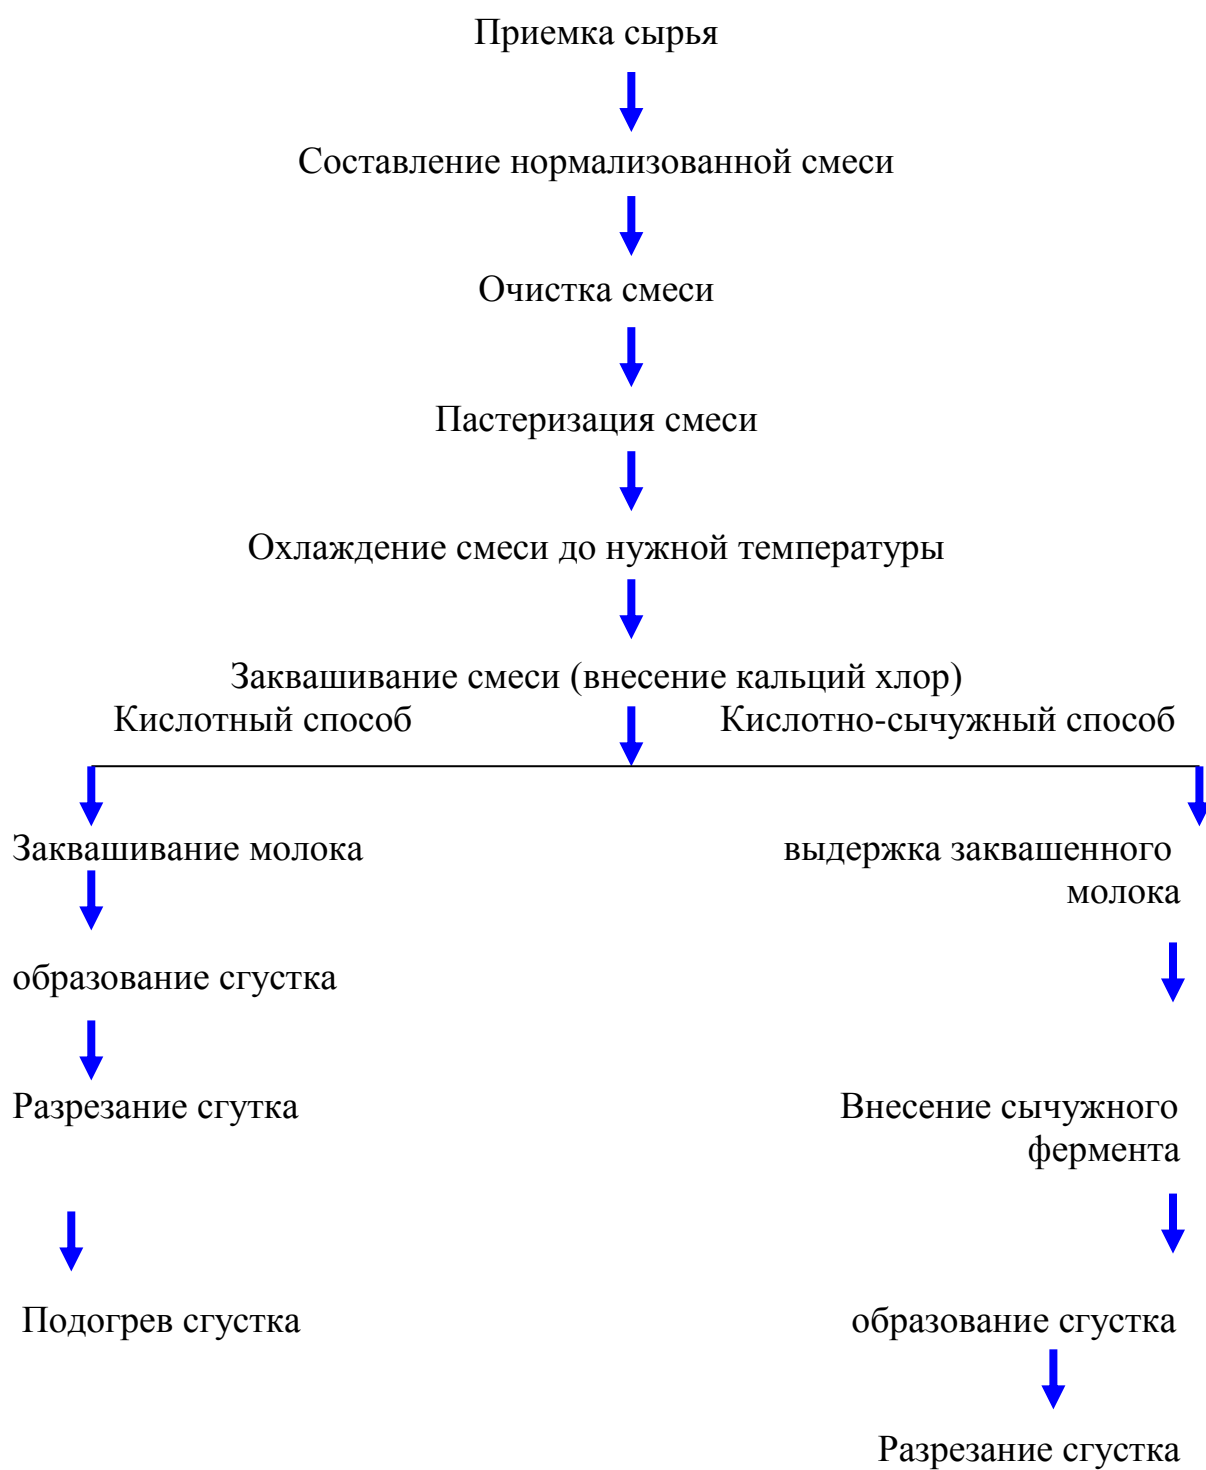 Приемка сырья
Составление нормализованной смеси
Очистка смеси
Пастеризация смеси
Охлаждение смеси до нужной температуры
Заквашивание смеси (внесение кальций хлор)
Кислотный способ
Кислотно-сычужный способ
Заквашивание молока
выдержка заквашенного
молока
образование сгустка
Разрезание сгутка
Внесение сычужного
фермента
Подогрев сгустка
образование сгустка
Разрезание сгустка